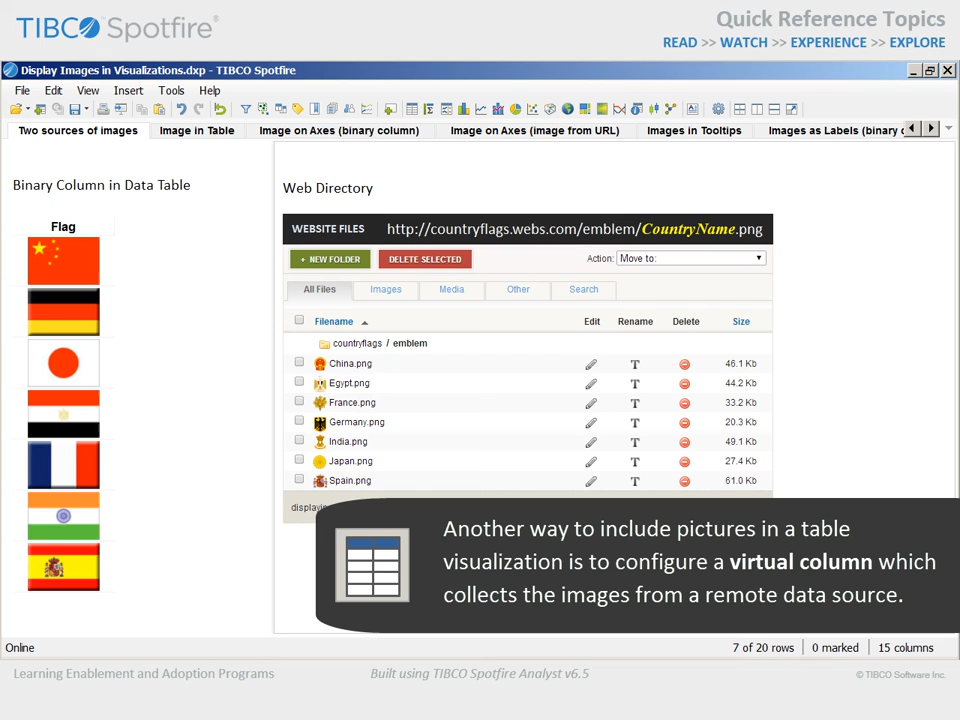 TIBCO Spotfire®
Quick Reference Topics
READ >> WATCH >> EXPERIENCE >> EXPLORE
Display Images in Visualizations.dxp - TIBCO Spotfire
File Edit View Insert Tools Help
Two sources of images Image in Table Image on Axes (binary column) Image on Axes (image from URL) Images in Tooltips Images as Labels (binary c
Binary Column in Data Table
Flag
Web Directory
WEBSITE FILES http://countryflags.webs.com/emblem/CountryName.png
+ NEW FOLDER DELETE SELECTED Action: Move to:
All Files Images Media Other Search
Filename Edit Rename Delete Size
countryflags / emblem
China.png T 46.1 Kb
Egypt.png T 44.2 Kb
France.png T 33.2 Kb
Germany.png T 20.3 Kb
India.png T 49.1 Kb
Japan.png T 27.4 Kb
Spain.png T 61.0 Kb
Another way to include pictures in a table
visualization is to configure a virtual column which
collects the images from a remote data source.
Online 7 of 20 rows 0 marked 15 columns
Learning Enablement and Adoption Programs Built using TIBCO Spotfire Analyst v6.5 © TIBCO Software Inc.